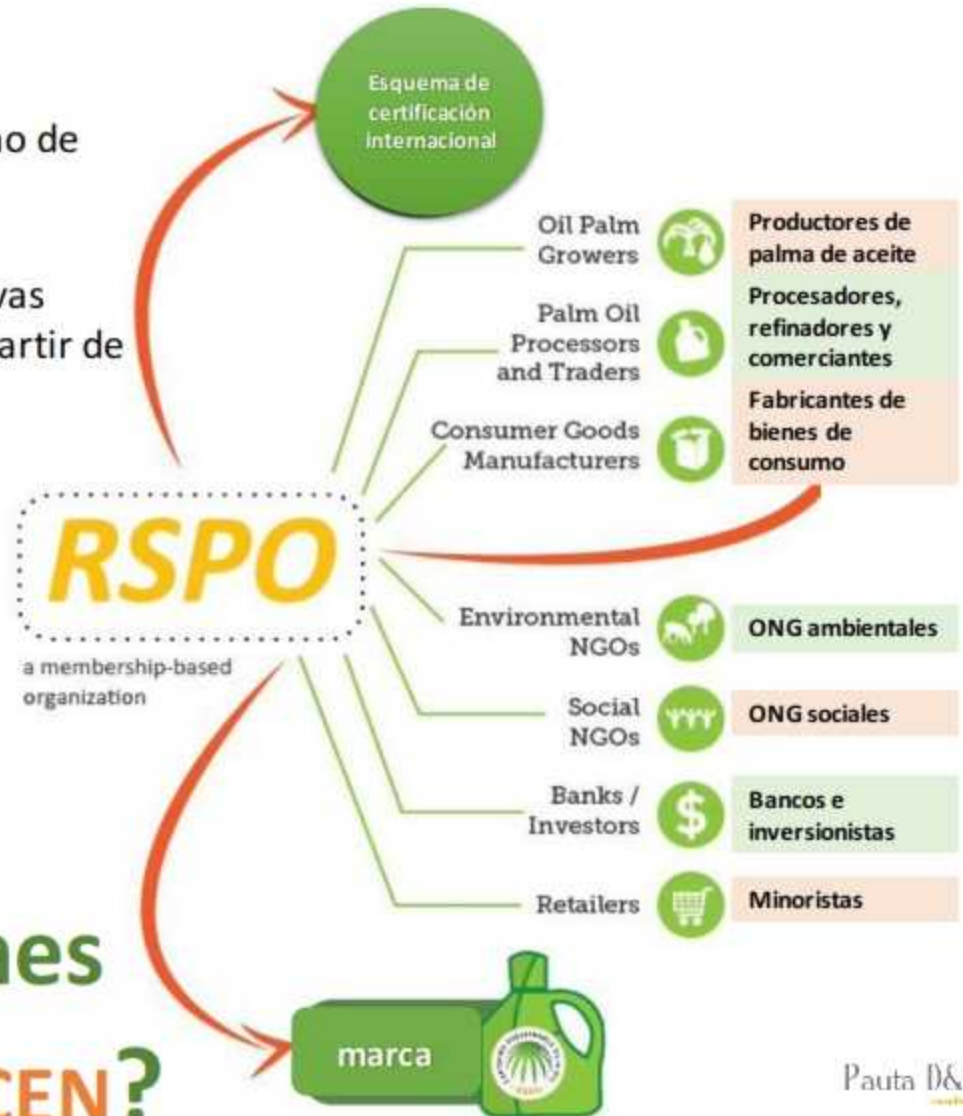 Esquema de
certificación
internacional
no de
vas
artir de
Oil Palm
Growers
Productores de
palma de aceite
Palm Oil
Processors
and Traders
Procesadores,
refinadores y
comerciantes
Consumer Goods
Manufacturers
Fabricantes de
bienes de
consumo
RSPO
a membership-based
organization
Environmental
NGOs
ONG ambientales
Social
NGOs
ONG sociales
Banks /
Investors
$
Bancos e
inversionistas
Retailers
Minoristas
nes
CEN?
marca
RSPO
Pauta D&